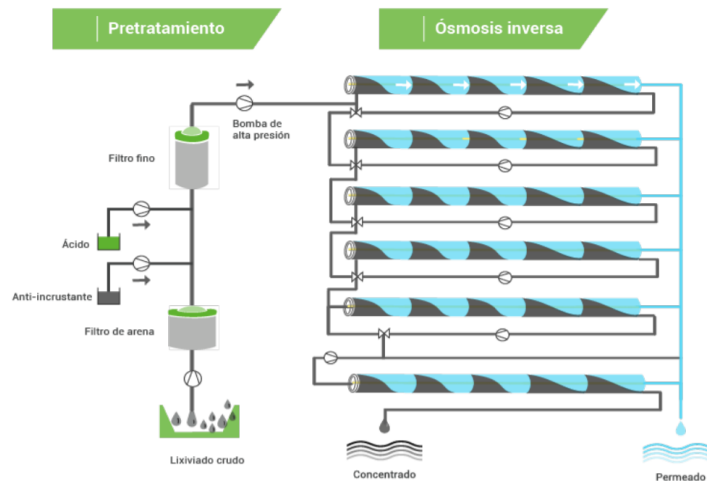 Pretratamiento
Ósmosis inversa
Bomba de
alta presión
Filtro fino
Ácido
Anti-incrustante
Filtro de arena
Lixiviado crudo
Concentrado
Permeado